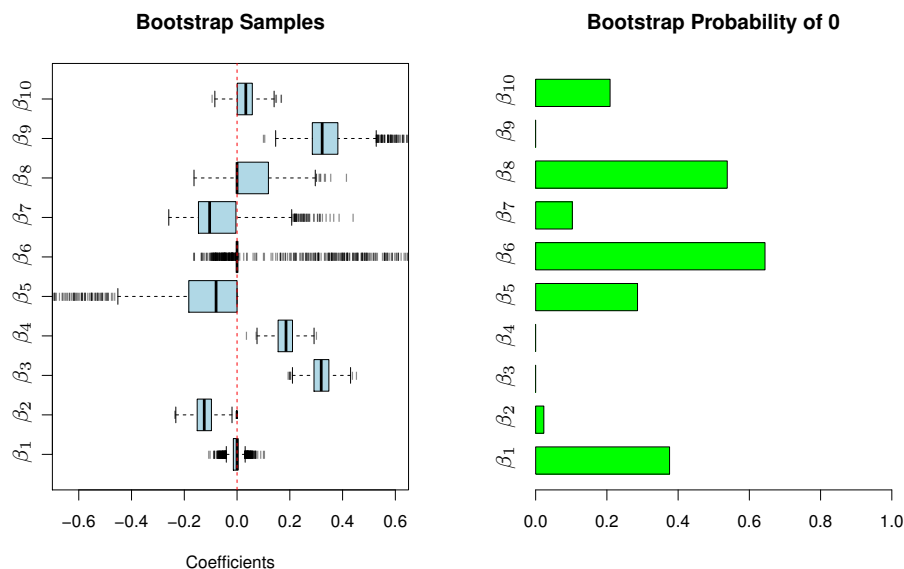 Bootstrap Samples
β10
β9
β8
β7
β6
β5
β4
β3
β2
β1
−0.6 −0.4 −0.2 0.0 0.2 0.4 0.6
Coefficients
Bootstrap Probability of 0
β10
β9
β8
β7
β6
β5
β4
β3
β2
β1
0.0 0.2 0.4 0.6 0.8 1.0